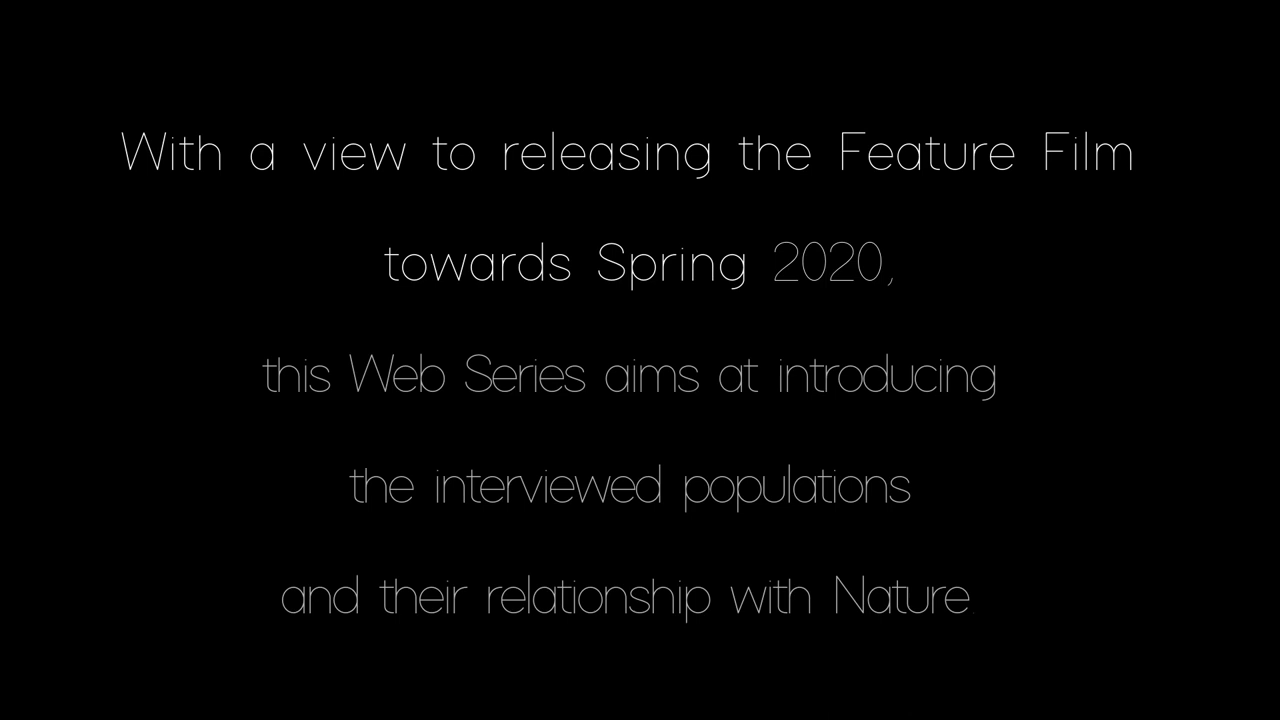 With a view to releasing the Feature Film
towards Spring 2020,
this Web Series aims at introducing
the interviewed populations
and their relationship with Nature.